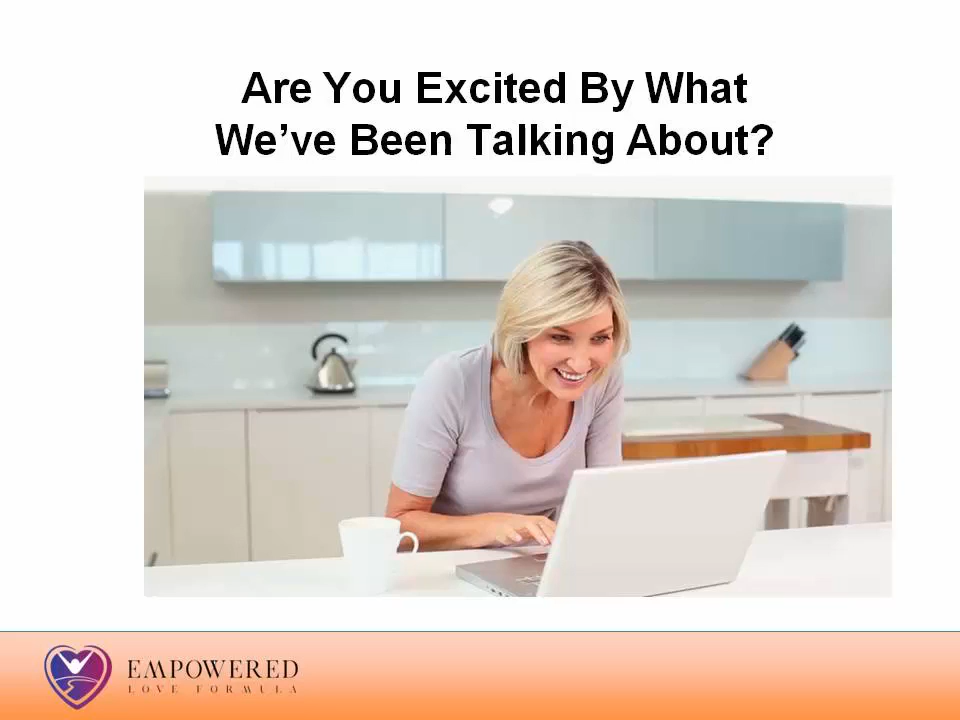 Are You Excited By What
We've Been Talking About?
EMPOWERED
LOVE FORMULA